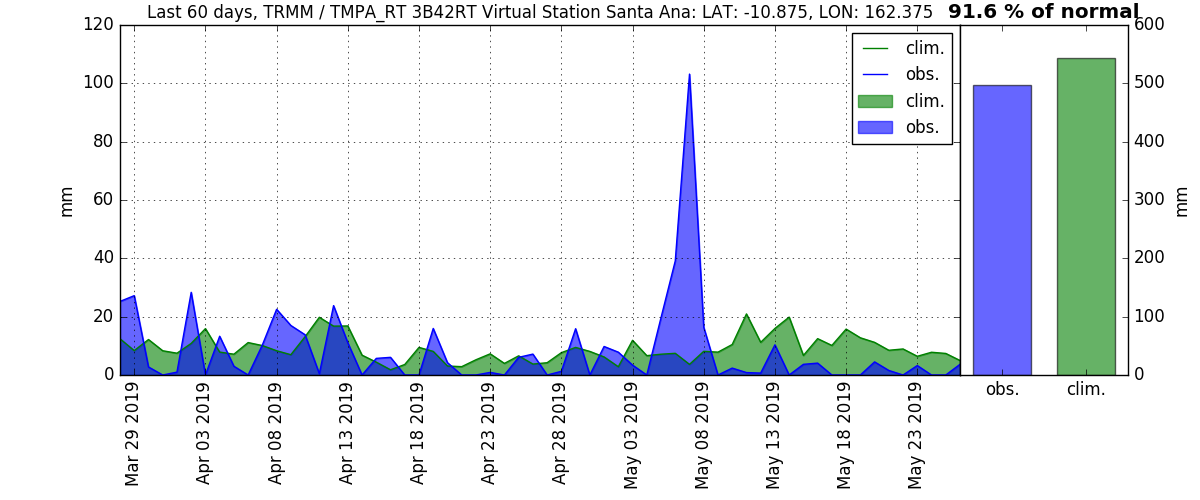 Last 60 days, TRMM / TMPA_RT 3B42RT Virtual Station Santa Ana: LAT: -10.875, LON: 162.375
91.6 % of normal
120
100
80
60
40
20
0
mm
clim.
obs.
clim.
obs.
600
500
400
300
200
100
0
mm
Mar 29 2019
Apr 03 2019
Apr 08 2019
Apr 13 2019
Apr 18 2019
Apr 23 2019
Apr 28 2019
May 03 2019
May 08 2019
May 13 2019
May 18 2019
May 23 2019
obs.
clim.